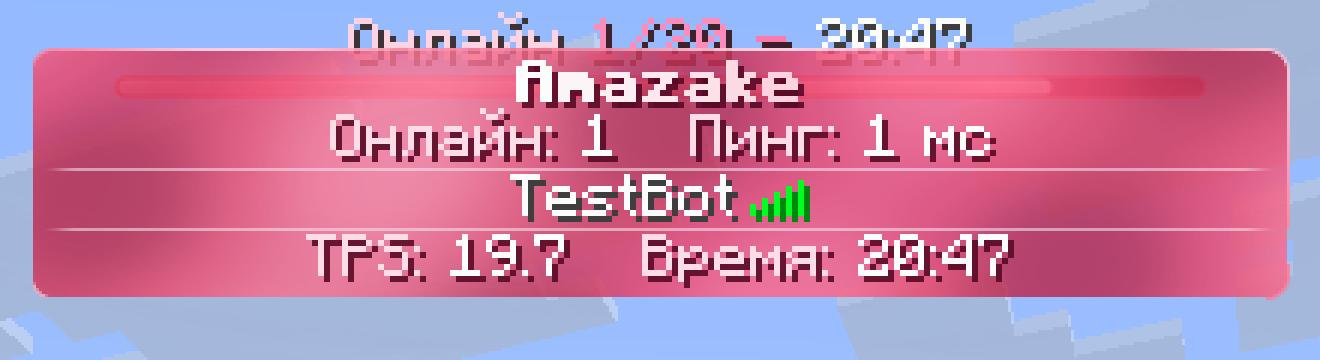 Онлайн 1/20 - 20:47
Amazake
Онлайн: 1 Пинг: 1 мс
TestBot
TPS: 19.7 Время: 20:47